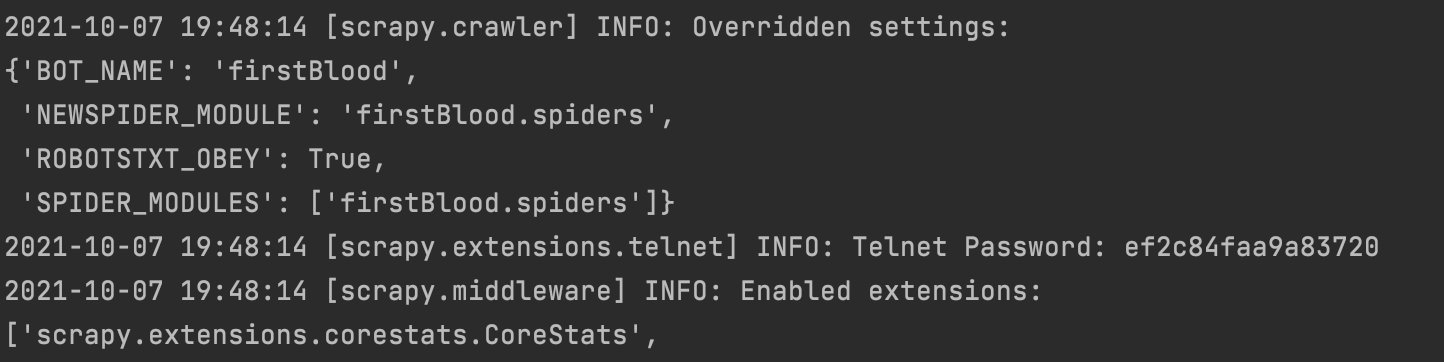 2021-10-07 19:48:14 [scrapy.crawler] INFO: Overridden settings:
{'BOT_NAME': 'firstBlood',
 'NEWSPIDER_MODULE': 'firstBlood.spiders',
 'ROBOTSTXT_OBEY': True,
 'SPIDER_MODULES': ['firstBlood.spiders']}
2021-10-07 19:48:14 [scrapy.extensions.telnet] INFO: Telnet Password: ef2c84faa9a83720
2021-10-07 19:48:14 [scrapy.middleware] INFO: Enabled extensions:
['scrapy.extensions.corestats.CoreStats',